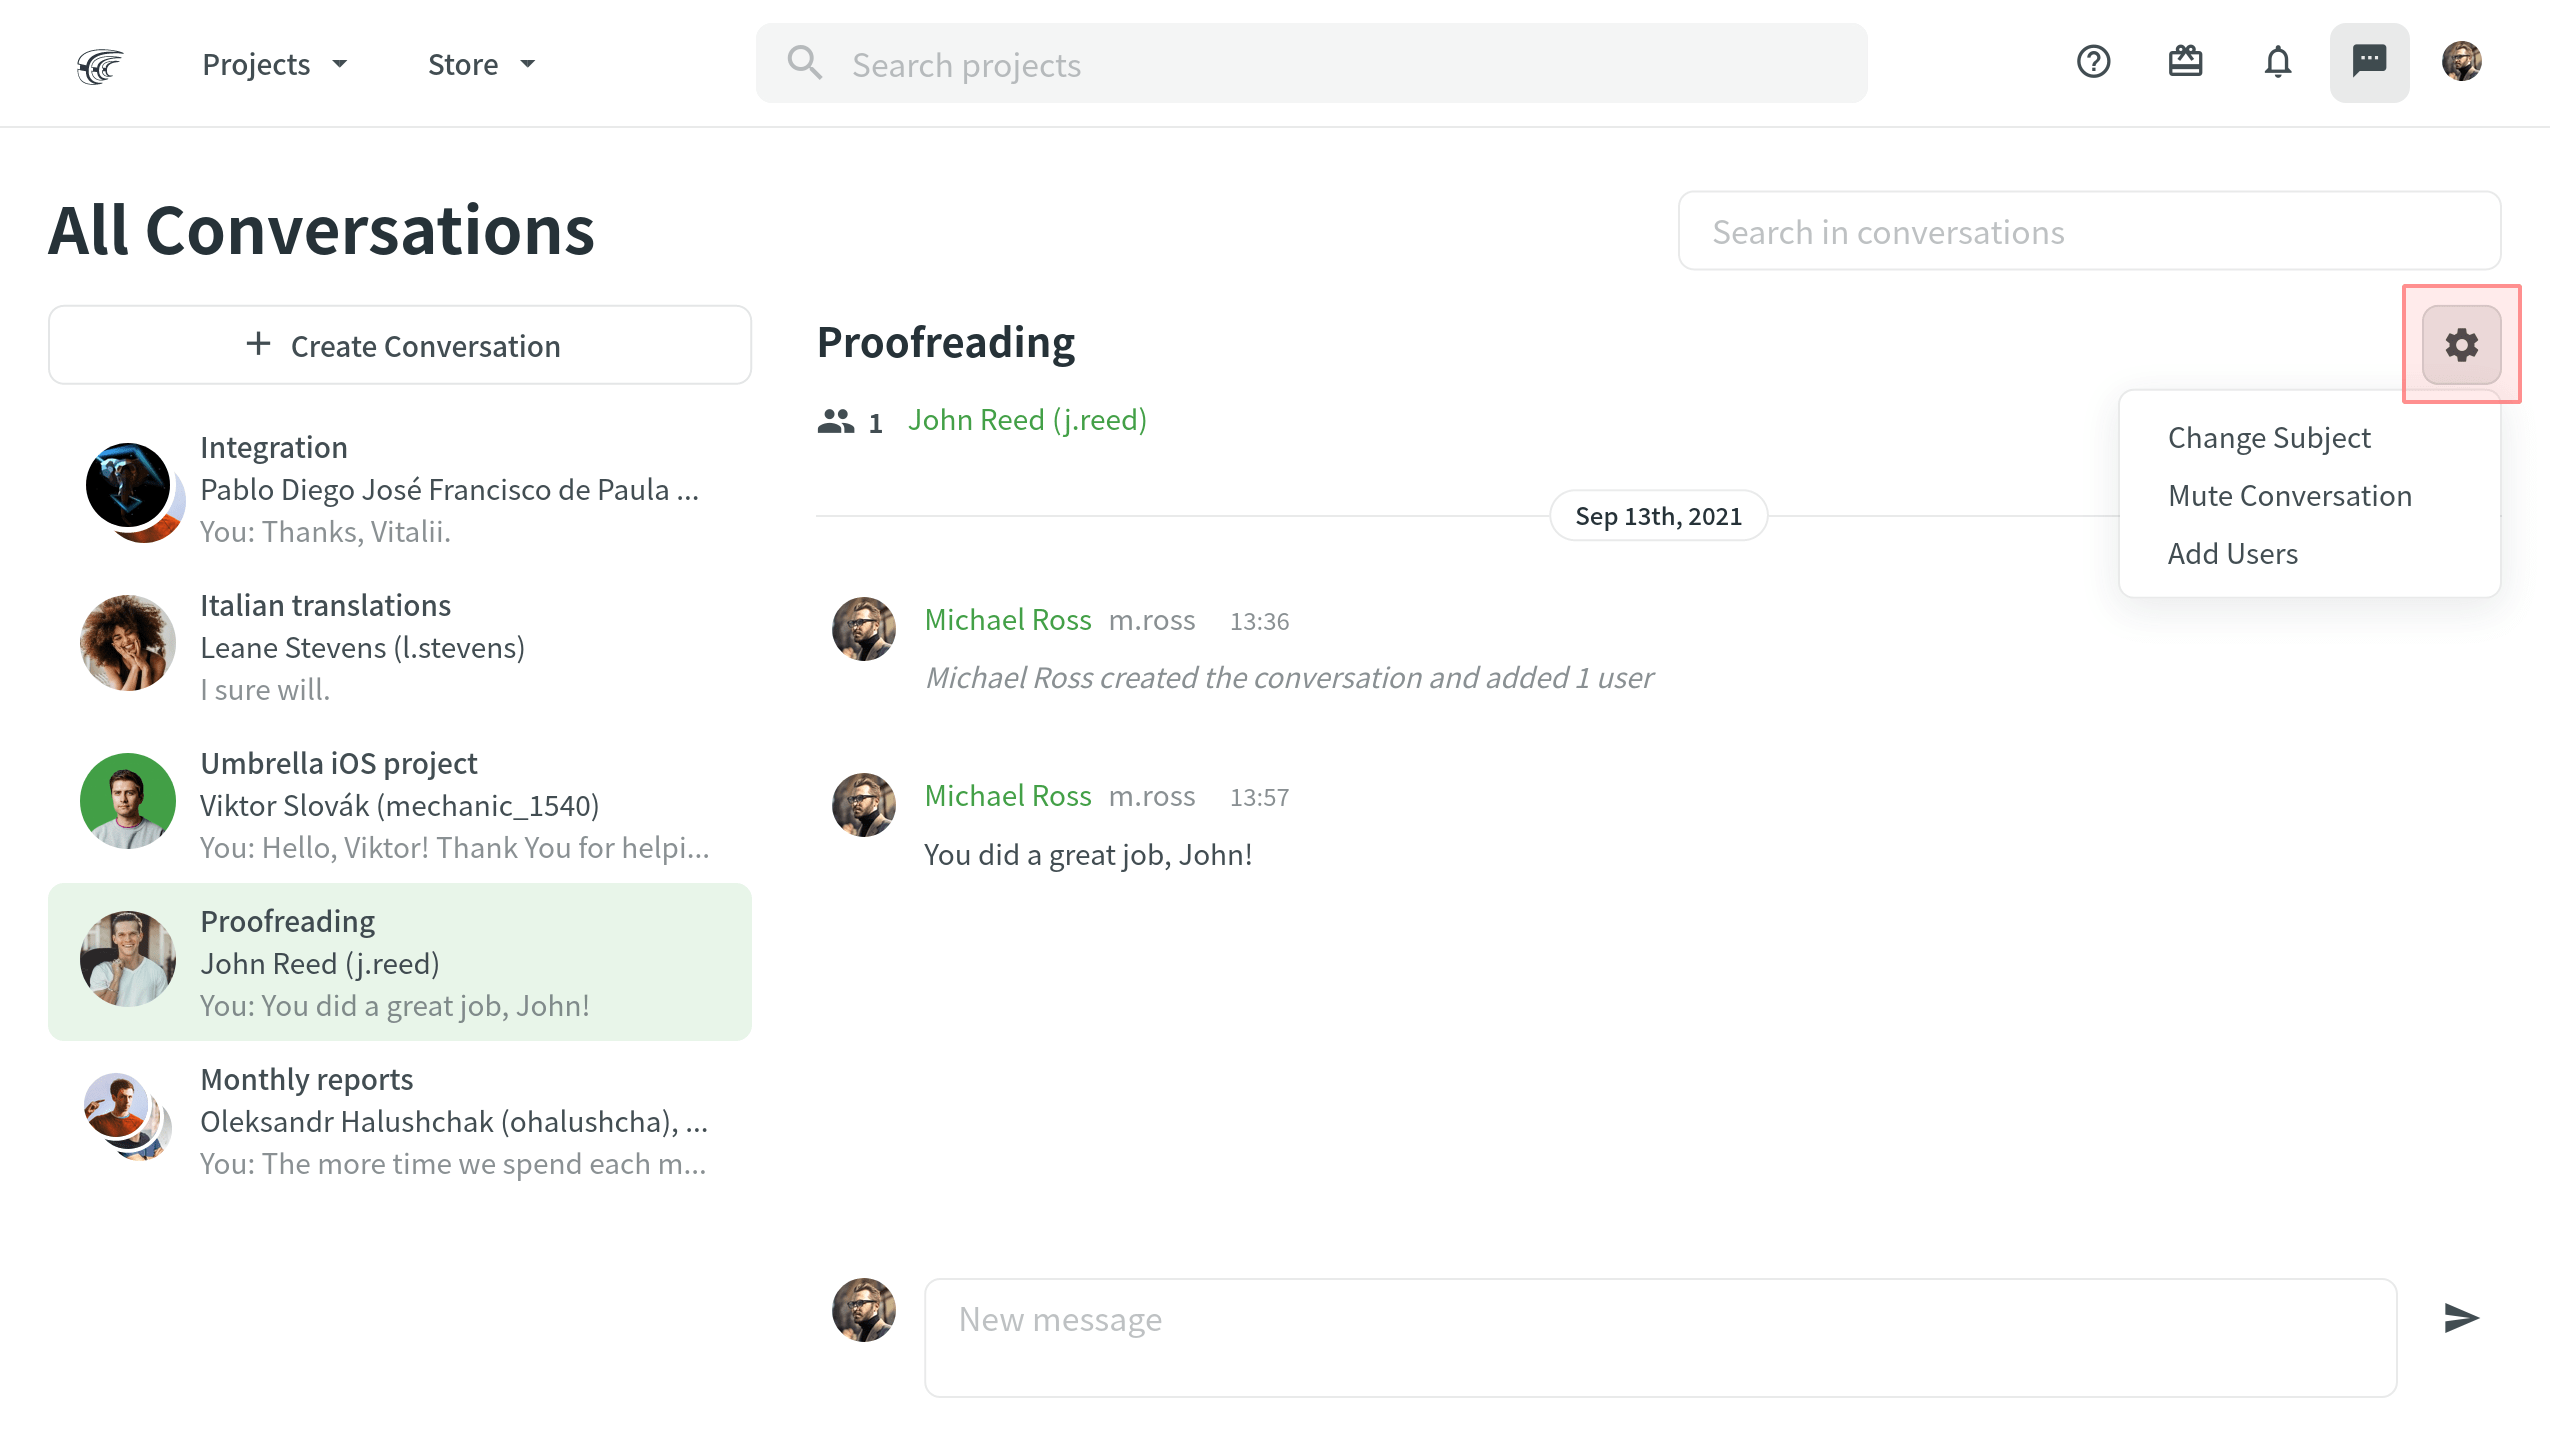 Projects
Store
Search projects
All Conversations
Search in conversations
Create Conversation
Integration
Pablo Diego José Francisco de Paula ...
You: Thanks, Vitalii.
Italian translations
Leane Stevens (l.stevens)
I sure will.
Umbrella iOS project
Viktor Slovák (mechanic_1540)
You: Hello, Viktor! Thank You for helpi...
Proofreading
John Reed (j.reed)
You: You did a great job, John!
Monthly reports
Oleksandr Halushchak (ohalushcha), ...
You: The more time we spend each m...
Proofreading
1 John Reed (j.reed)
Change Subject
Mute Conversation
Add Users
Sep 13th, 2021
Michael Ross m.ross 13:36
Michael Ross created the conversation and added 1 user
Michael Ross m.ross 13:57
You did a great job, John!
New message